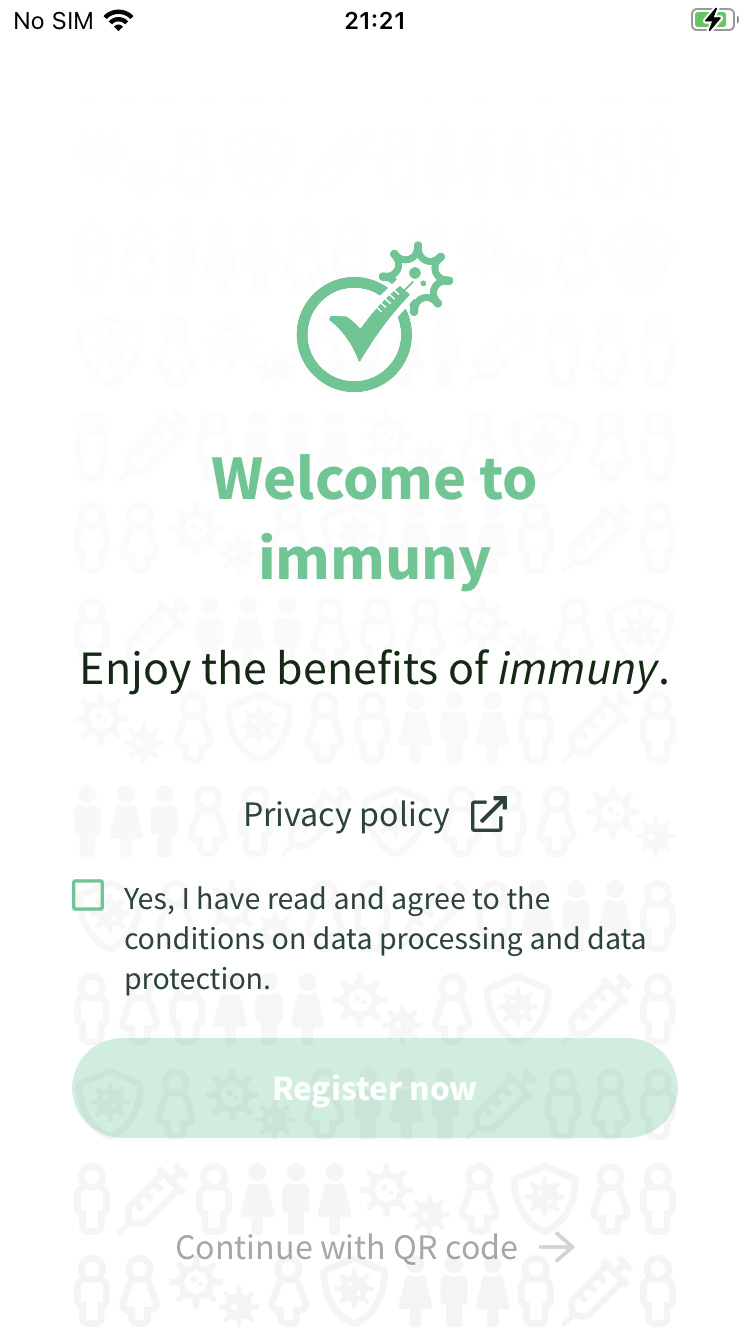 No SIM 21:21
Welcome to
immuny
Enjoy the benefits of immuny.
Privacy policy
Yes, I have read and agree to the
conditions on data processing and data
protection.
Register now
Continue with QR code